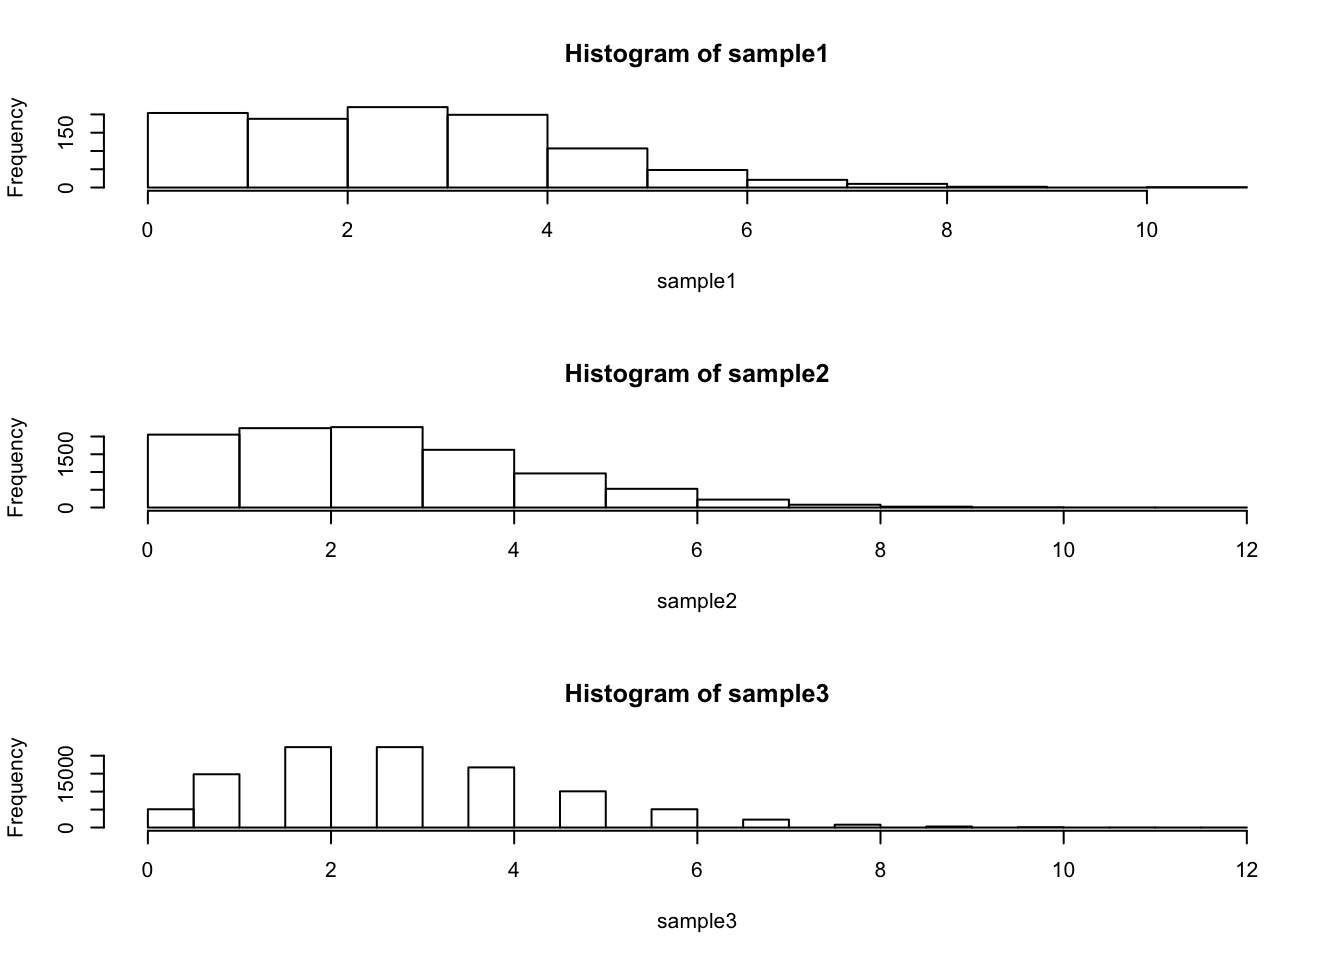 Histogram of sample1
Frequency
150
0
0 2 4 6 8 10
sample1
Histogram of sample2
Frequency
1500
0
0 2 4 6 8 10 12
sample2
Histogram of sample3
Frequency
15000
0
0 2 4 6 8 10 12
sample3